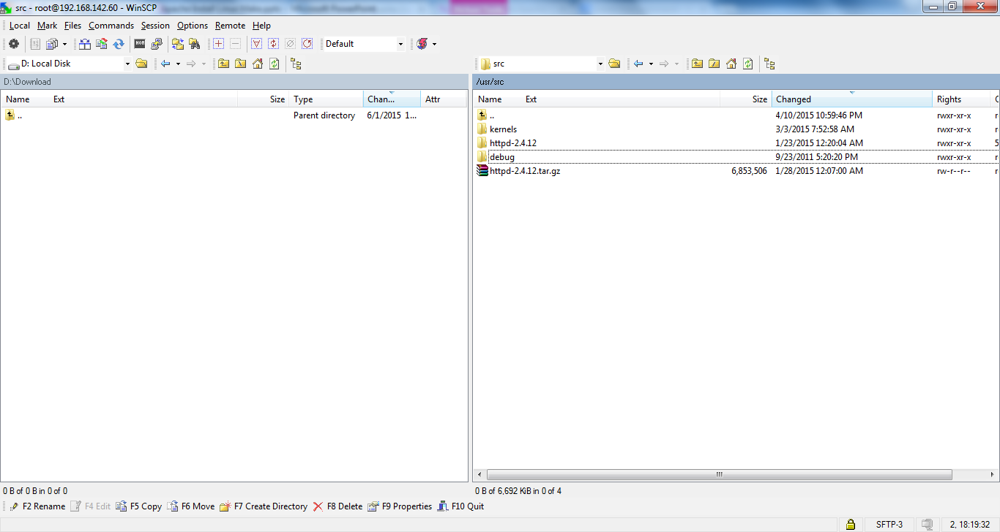 src - root@192.168.142.60 - WinSCP
Local Mark Files Commands Session Options Remote Help
Default
D: Local Disk
src
D:\Download
/usr/src
Name Ext Size Type Chan... Attr
Name Ext Size Changed Rights
.. Parent directory 6/1/2015 1...
.. 4/10/2015 10:59:46 PM rwxr-xr-x r
kernels 3/3/2015 7:52:58 AM rwxr-xr-x r
httpd-2.4.12 1/23/2015 12:20:04 AM rwxr-xr-x 5
debug 9/23/2011 5:20:20 PM rwxr-xr-x r
httpd-2.4.12.tar.gz 6,853,506 1/28/2015 12:07:00 AM rw-r--r-- r
0 B of 0 B in 0 of 0
0 B of 6,692 KiB in 0 of 4
F2 Rename F4 Edit F5 Copy F6 Move F7 Create Directory F8 Delete F9 Properties F10 Quit
SFTP-3 2, 18:19:32